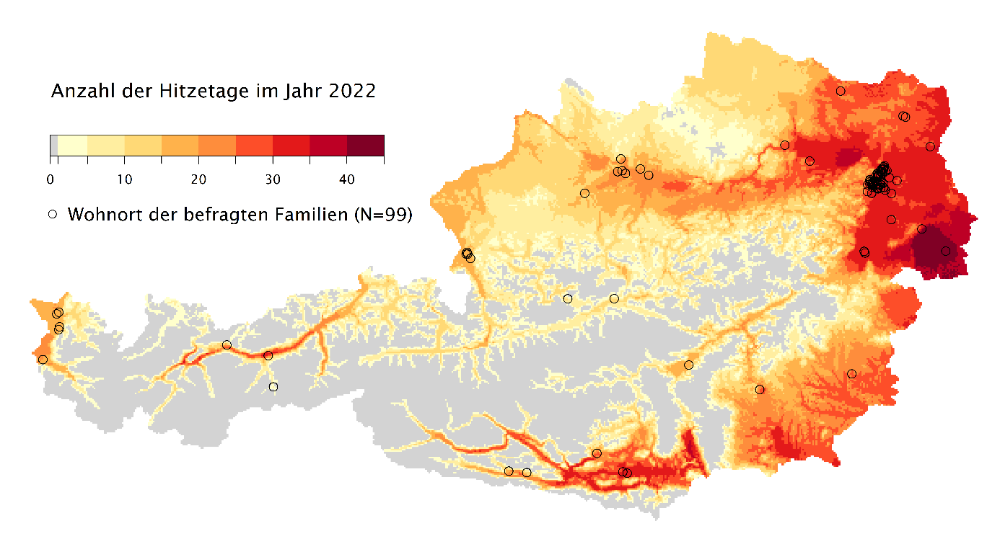 Anzahl der Hitzetage im Jahr 2022
0 10 20 30 40
Wohnort der befragten Familien (N=99)